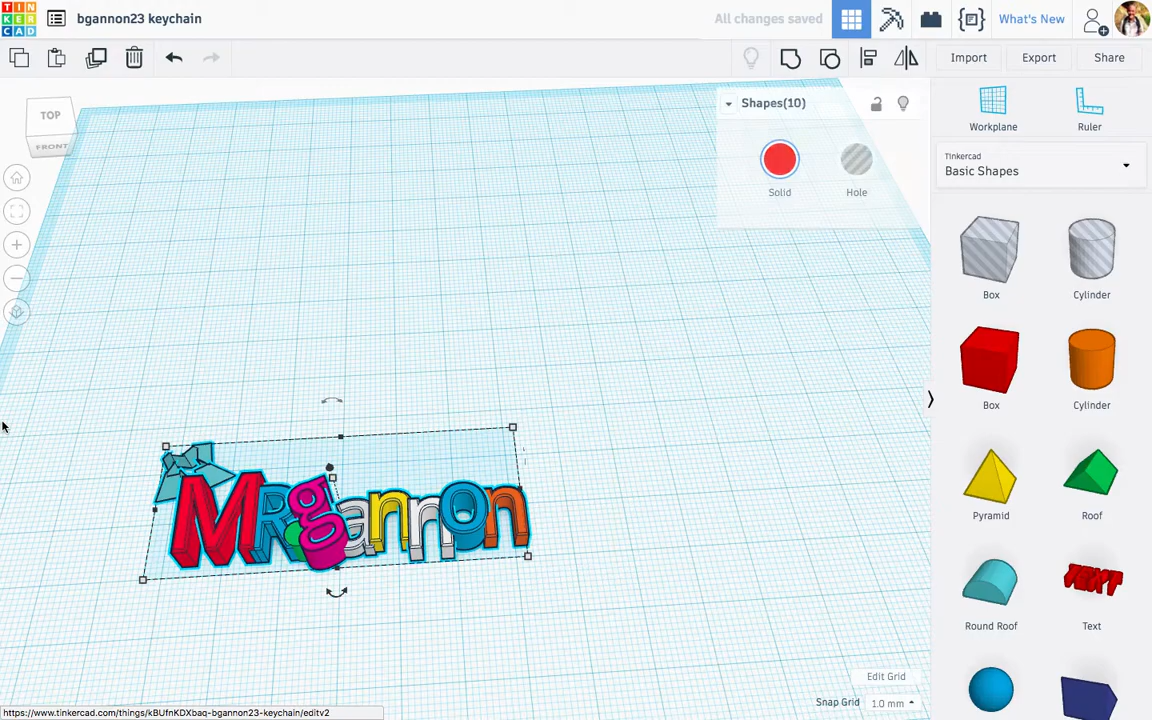 TIN
KER
CAD
bgannon23 keychain
All changes saved
What's New
Import
Export
Share
TOP
FRONT
Shapes(10)
Solid
Hole
Workplane
Ruler
Tinkercad
Basic Shapes
Box
Cylinder
Box
Cylinder
Pyramid
Roof
Round Roof
TEXT
Text
MRgannon
Edit Grid
Snap Grid
1.0 mm
https://www.tinkercad.com/things/kBUfnKDXbaq-bgannon23-keychain/editv2